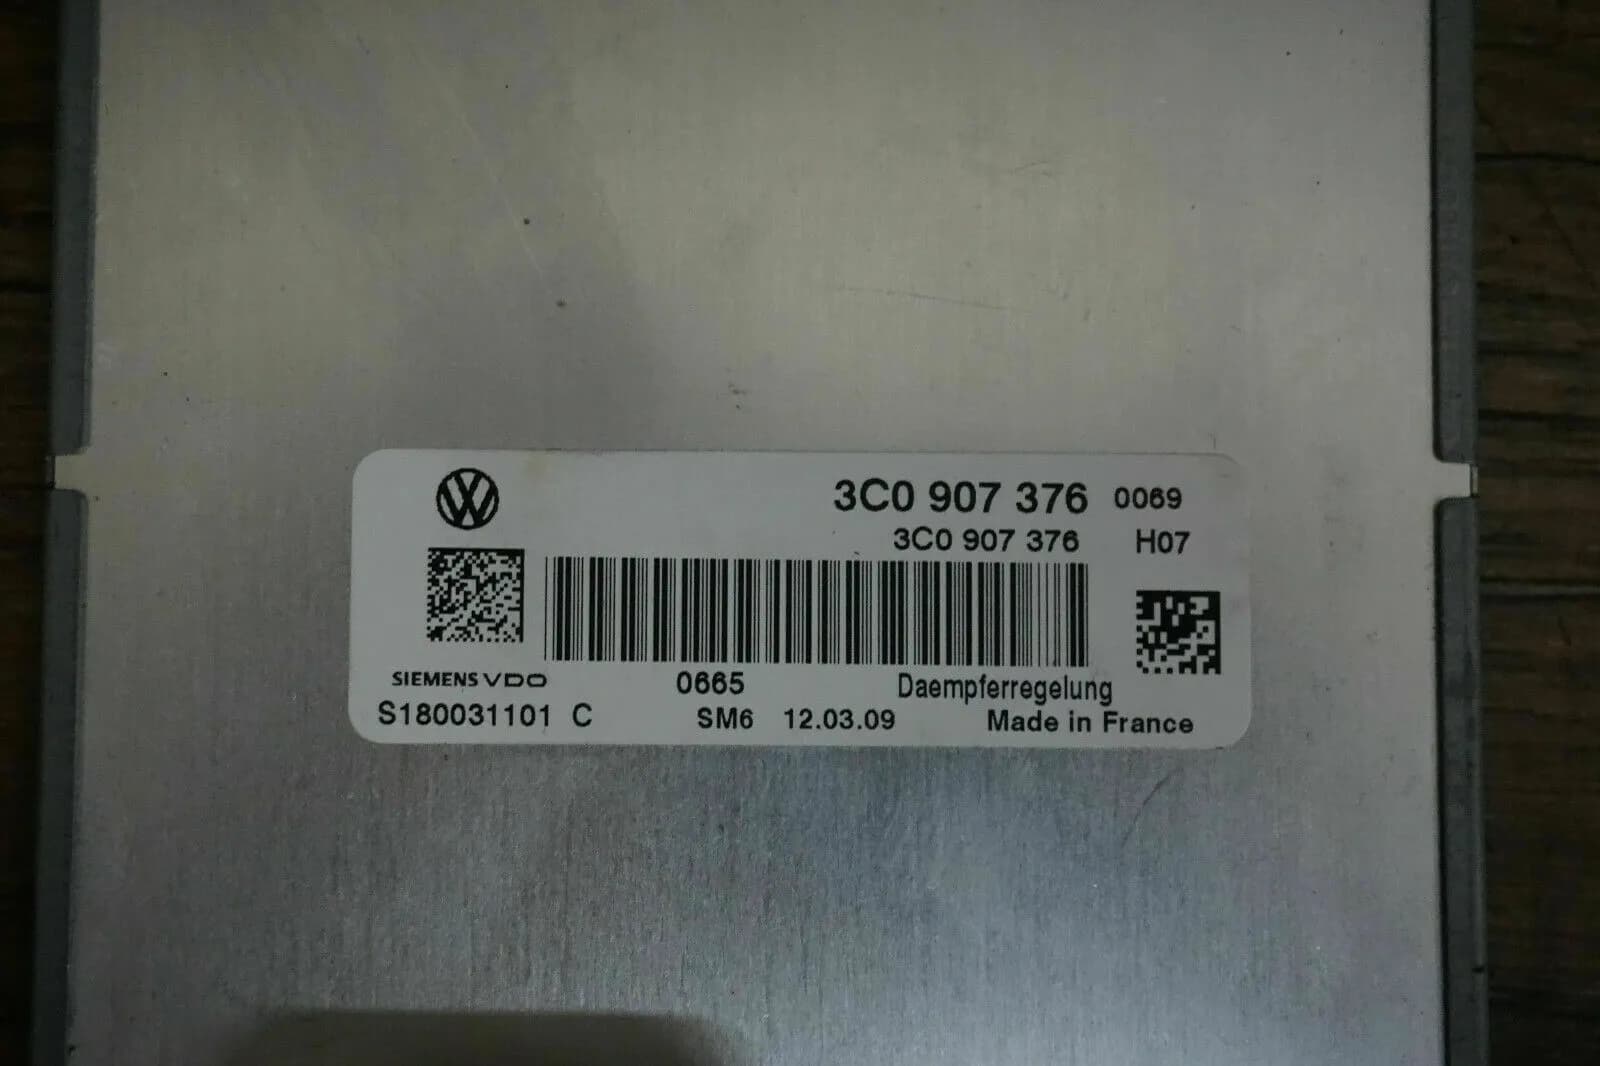 3C0 907 376 0069
3C0 907 376 H07
SIEMENS VDO 0665 Daempferregelung
S180031101 C SM6 12.03.09 Made in France